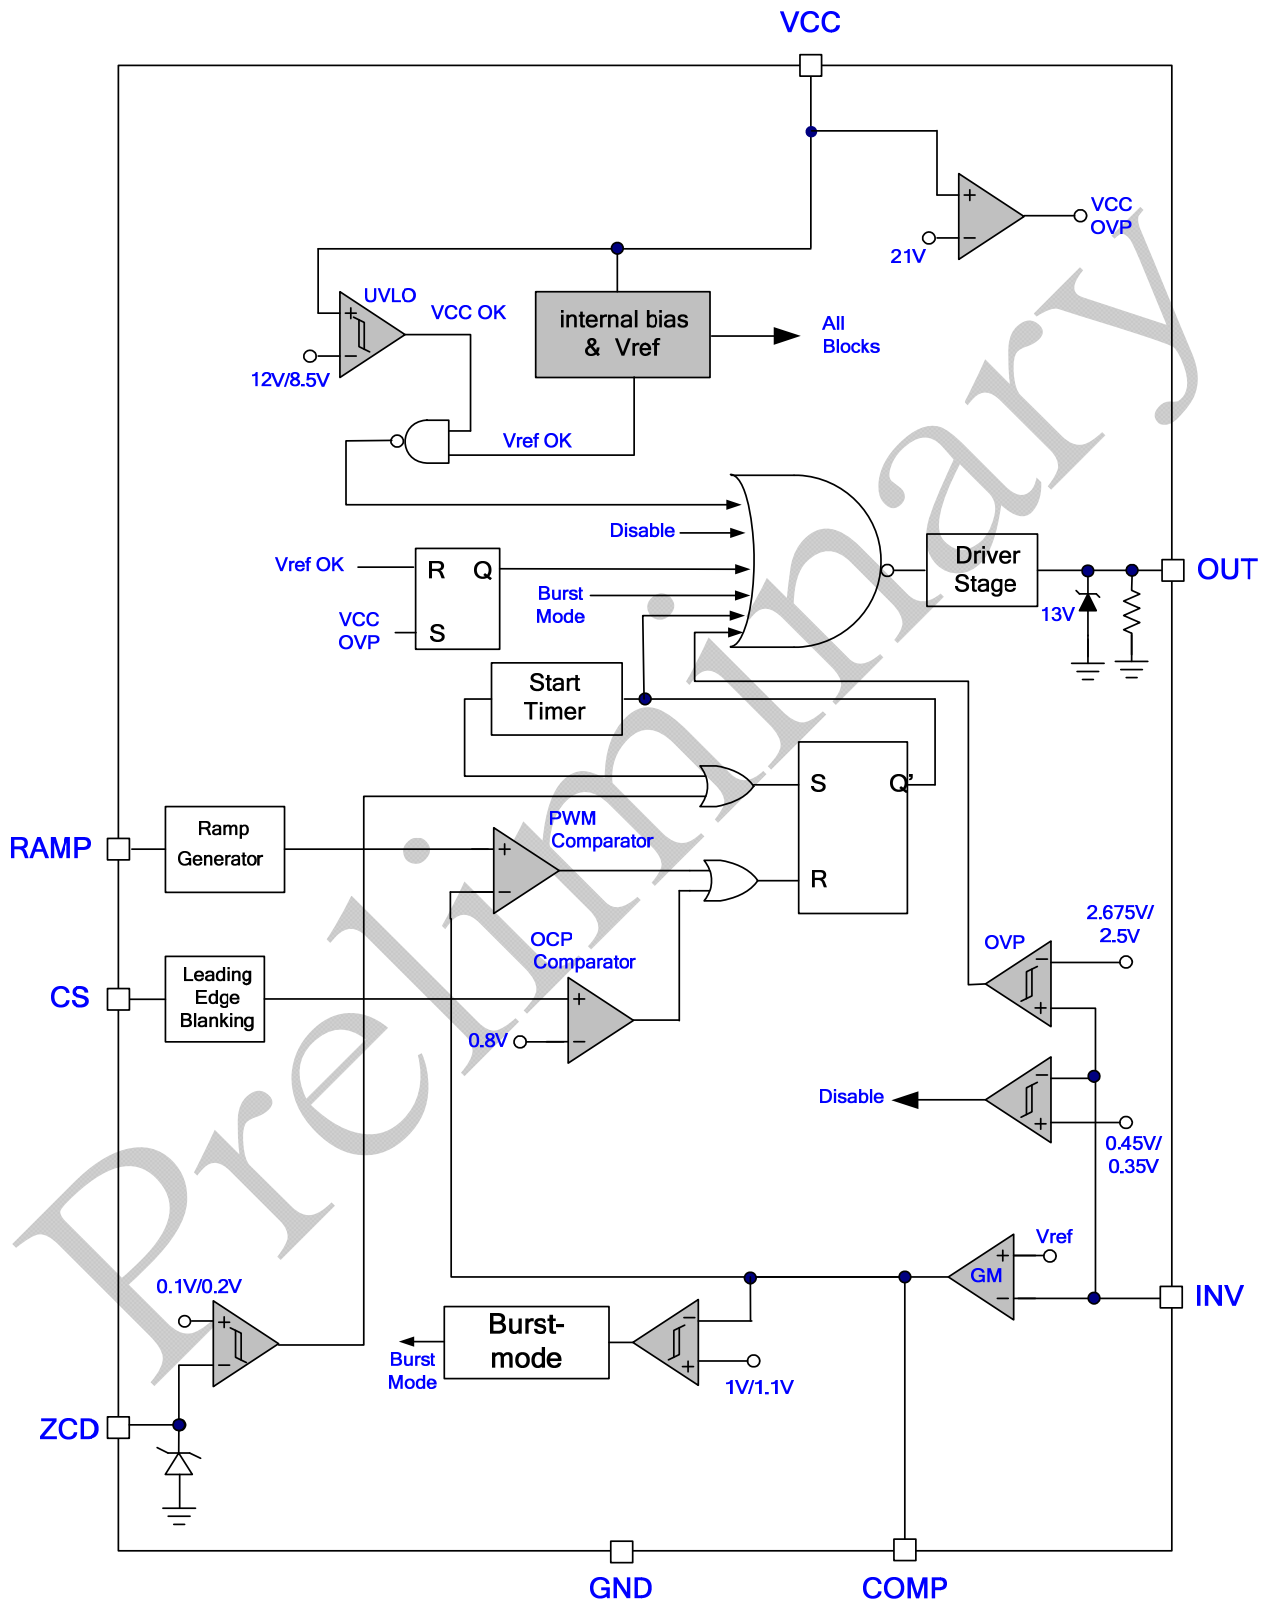 VCC
+
−
21V
VCC
OVP
UVLO
+
−
12V/8.5V
VCC OK
internal bias
& Vref
All
Blocks
Vref OK
Disable
Vref OK
R Q
VCC
OVP
S
Burst
Mode
Driver
Stage
OUT
13V
Start
Timer
S Q'
R
RAMP
Ramp
Generator
PWM
Comparator
+
−
CS
Leading
Edge
Blanking
OCP
Comparator
+
−
0.8V
OVP
−
+
2.675V/
2.5V
Disable
−
+
0.45V/
0.35V
GM
+
−
Vref
INV
0.1V/0.2V
+
−
ZCD
Burst
Mode
Burst-
mode
−
+
1V/1.1V
GND
COMP
Preliminary